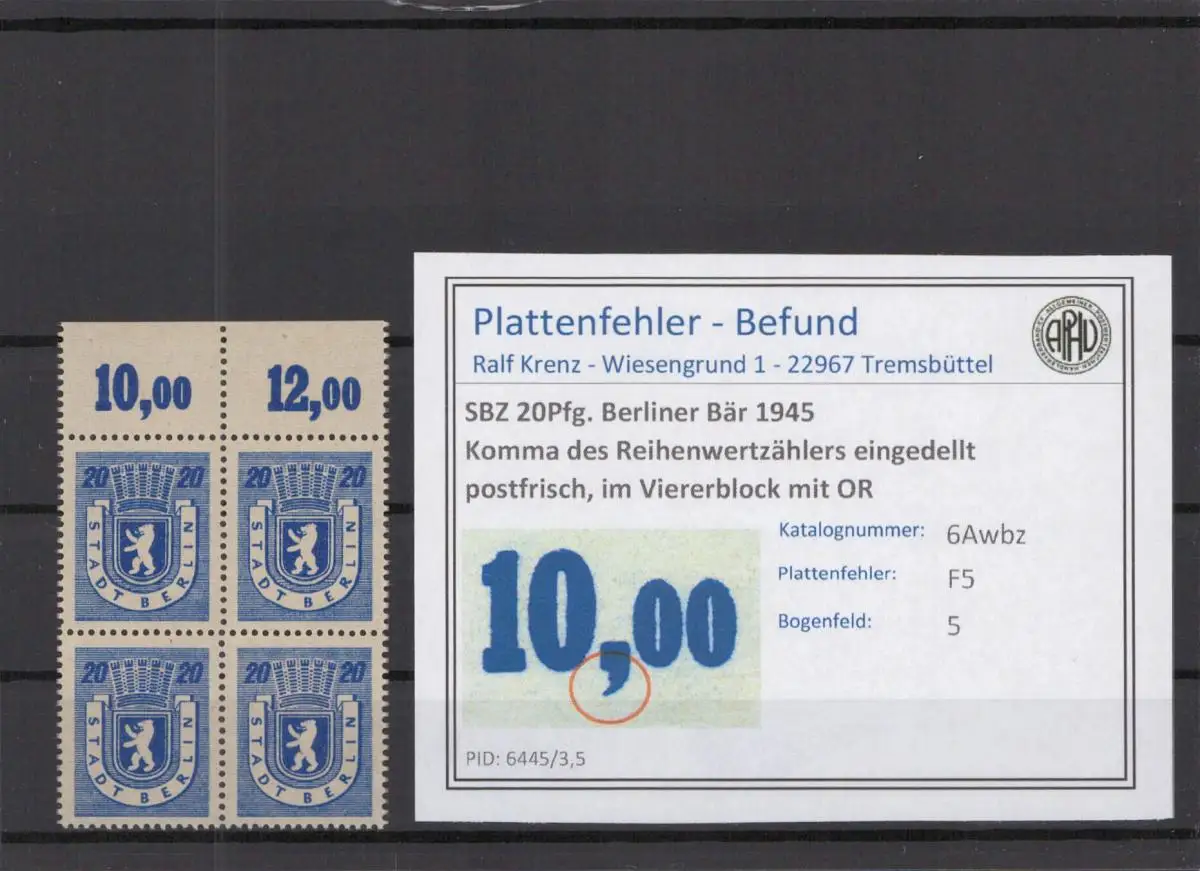 10,00 12,00
20 20 20 20
STADT BERLIN STADT BERLIN
20 20 20 20
STADT BERLIN STADT BERLIN
Plattenfehler - Befund
Ralf Krenz - Wiesengrund 1 - 22967 Tremsbüttel
APHV
SBZ 20Pfg. Berliner Bär 1945
Komma des Reihenwertzählers eingedellt
postfrisch, im Viererblock mit OR
10,00
Katalognummer: 6Awbz
Plattenfehler: F5
Bogenfeld: 5
PID: 6445/3,5